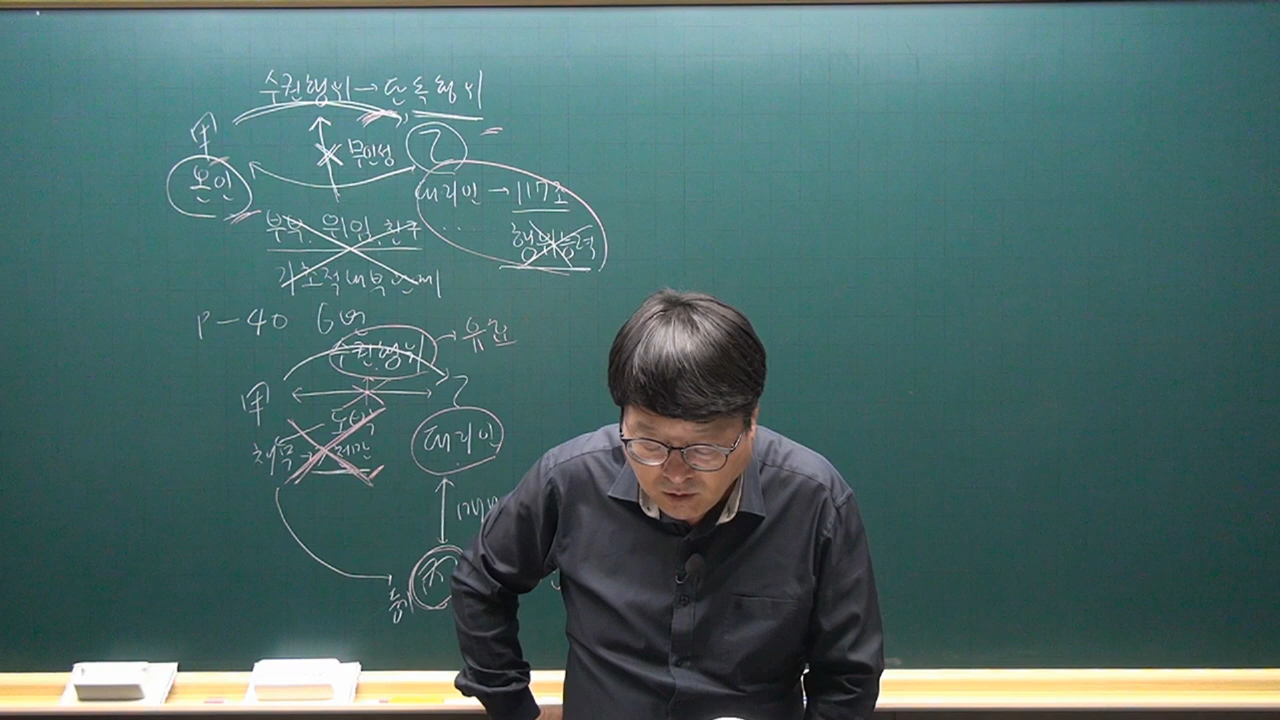 수권행위 → 단독행위
甲 무인성 乙
본인
대리인 → 117조
부부, 위임, 친구
행위능력
기초적 내부관계
P-40 6번
수권행위 → 유효
甲 乙
도박
채무
대리인
丙